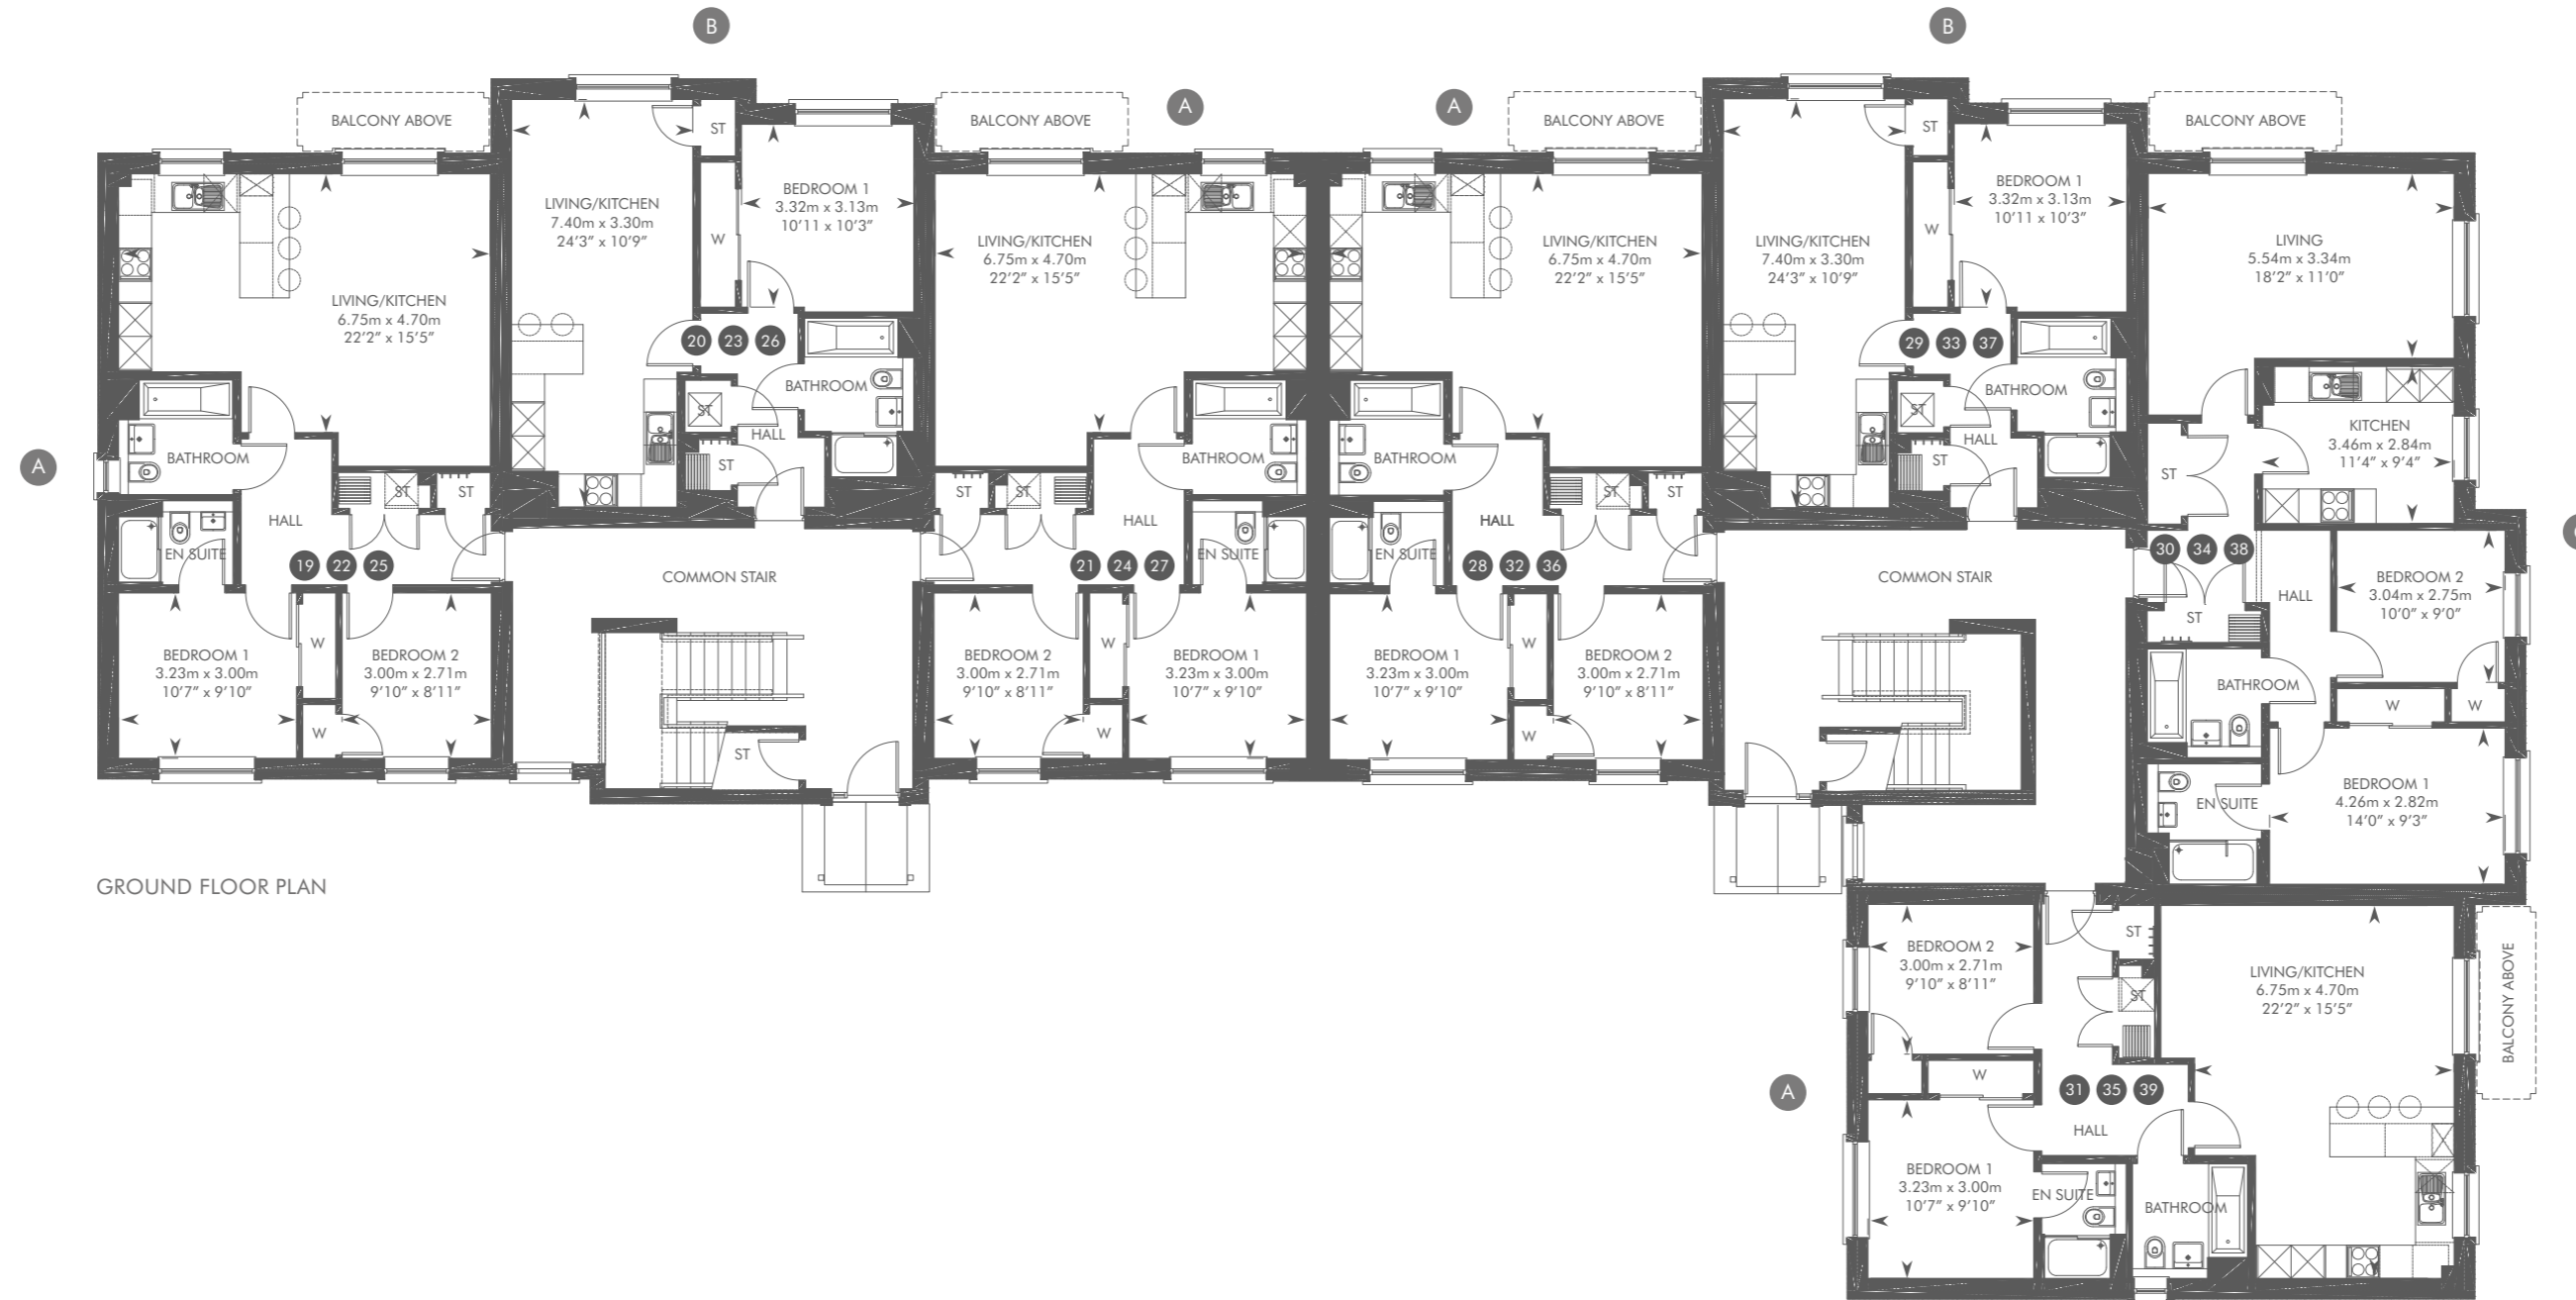 B
B
A
A
BALCONY ABOVE
BALCONY ABOVE
BALCONY ABOVE
BALCONY ABOVE
A
LIVING/KITCHEN
6.75m x 4.70m
22’2” x 15’5”
BATHROOM
HALL
ST
ST
EN SUITE
19 22 25
BEDROOM 1
3.23m x 3.00m
10’7” x 9’10”
W
W
BEDROOM 2
3.00m x 2.71m
9’10” x 8’11”
LIVING/KITCHEN
7.40m x 3.30m
24’3” x 10’9”
ST
W
BEDROOM 1
3.32m x 3.13m
10’11 x 10’3”
20 23 26
BATHROOM
ST
HALL
ST
COMMON STAIR
ST
LIVING/KITCHEN
6.75m x 4.70m
22’2” x 15’5”
BATHROOM
ST
ST
HALL
EN SUITE
21 24 27
BEDROOM 2
3.00m x 2.71m
9’10” x 8’11”
W
W
BEDROOM 1
3.23m x 3.00m
10’7” x 9’10”
LIVING/KITCHEN
6.75m x 4.70m
22’2” x 15’5”
BATHROOM
ST
ST
HALL
EN SUITE
28 32 36
BEDROOM 1
3.23m x 3.00m
10’7” x 9’10”
W
W
BEDROOM 2
3.00m x 2.71m
9’10” x 8’11”
LIVING/KITCHEN
7.40m x 3.30m
24’3” x 10’9”
ST
W
BEDROOM 1
3.32m x 3.13m
10’11 x 10’3”
29 33 37
BATHROOM
ST
HALL
ST
COMMON STAIR
LIVING
5.54m x 3.34m
18’2” x 11’0”
KITCHEN
3.46m x 2.84m
11’4” x 9’4”
ST
30 34 38
HALL
ST
BEDROOM 2
3.04m x 2.75m
10’0” x 9’0”
BATHROOM
W
W
BEDROOM 1
4.26m x 2.82m
14’0” x 9’3”
EN SUITE
GROUND FLOOR PLAN
BEDROOM 2
3.00m x 2.71m
9’10” x 8’11”
ST
ST
LIVING/KITCHEN
6.75m x 4.70m
22’2” x 15’5”
BALCONY ABOVE
A
W
31 35 39
HALL
BEDROOM 1
3.23m x 3.00m
10’7” x 9’10”
EN SUITE
BATHROOM